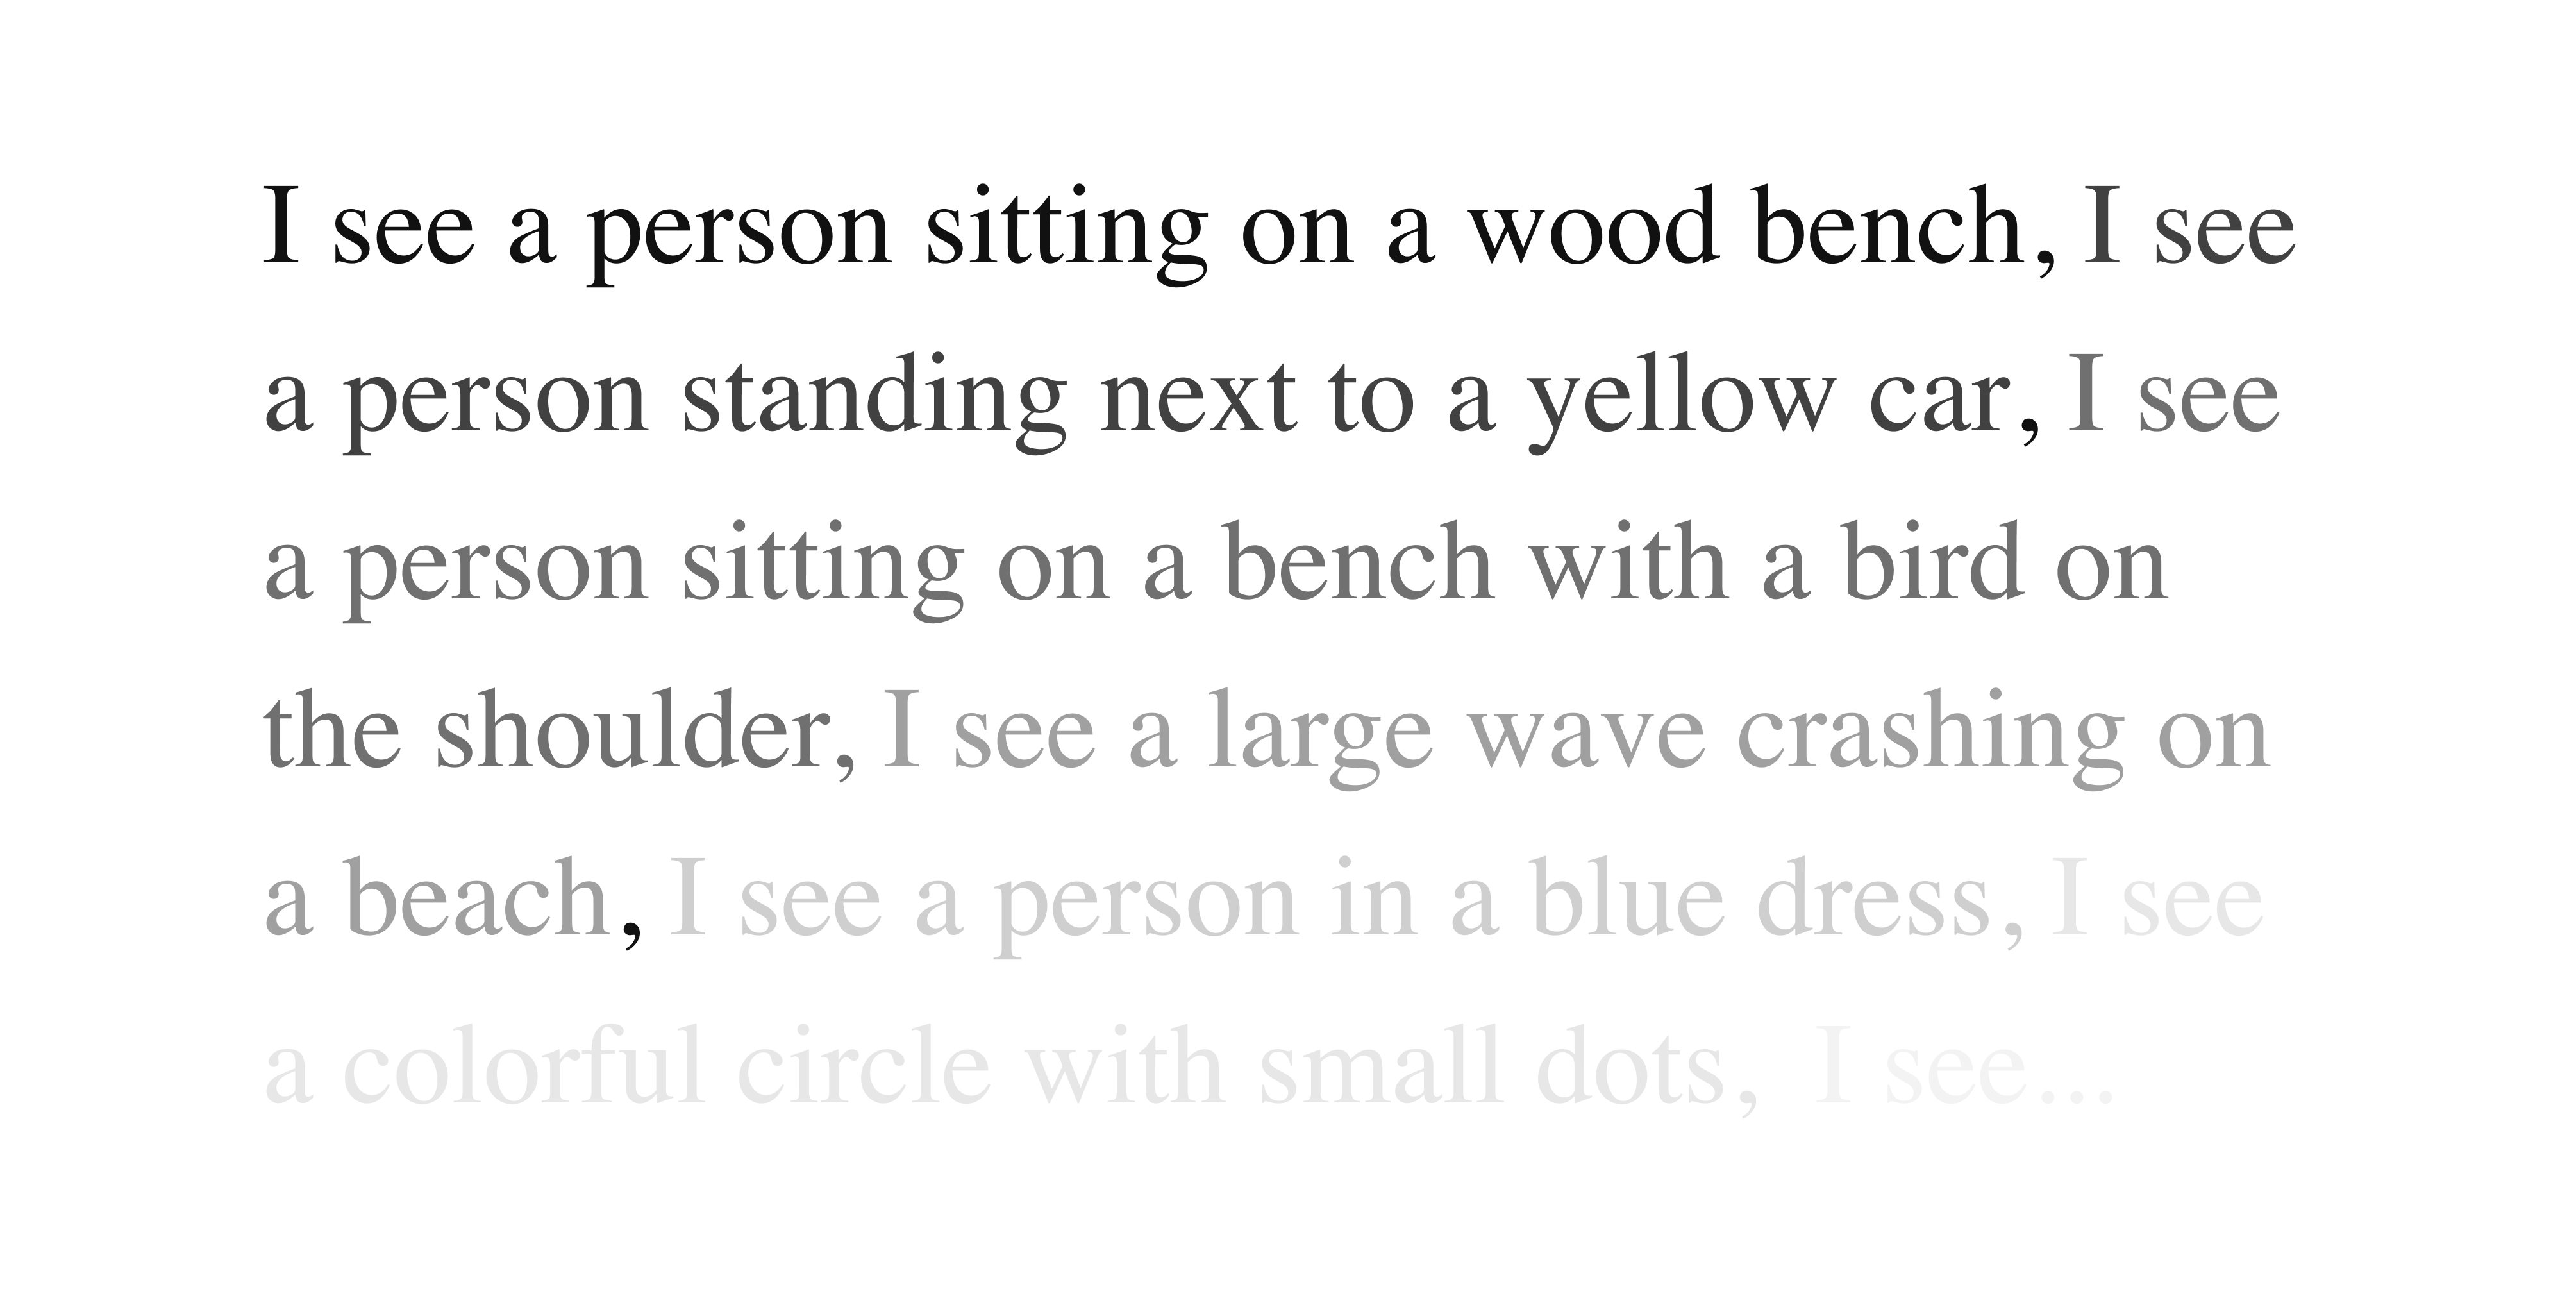 I see a person sitting on a wood bench, I see
a person standing next to a yellow car, I see
a person sitting on a bench with a bird on
the shoulder, I see a large wave crashing on
a beach, I see a person in a blue dress, I see
a colorful circle with small dots, I see...